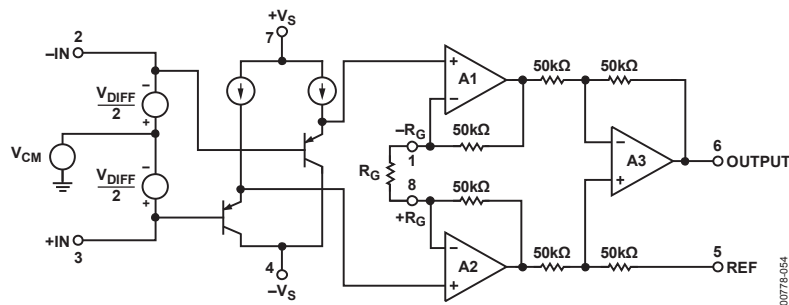 +VS
7
2
–IN
–
VDIFF
2
+
VCM
–
VDIFF
2
+
+IN
3
4
–VS
+
A1
–
50kΩ
50kΩ
50kΩ
–RG
1
RG
8
+RG
50kΩ
–
A2
+
50kΩ
50kΩ
–
A3
+
6
OUTPUT
5
REF
00778-054